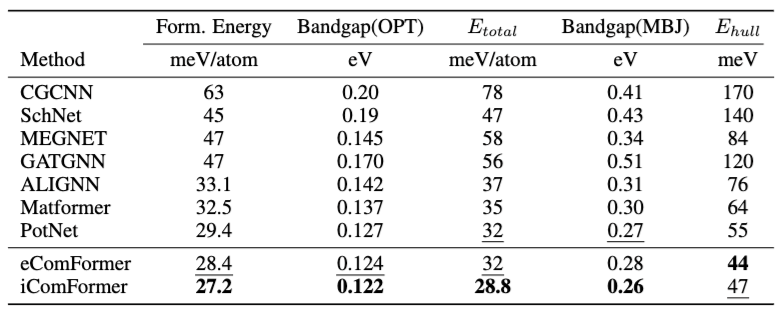 Form. Energy Bandgap(OPT) E_total Bandgap(MBJ) E_hull
Method meV/atom eV meV/atom eV meV
CGCNN 63 0.20 78 0.41 170
SchNet 45 0.19 47 0.43 140
MEGNET 47 0.145 58 0.34 84
GATGNN 47 0.170 56 0.51 120
ALIGNN 33.1 0.142 37 0.31 76
Matformer 32.5 0.137 35 0.30 64
PotNet 29.4 0.127 32 0.27 55
eComFormer 28.4 0.124 32 0.28 44
iComFormer 27.2 0.122 28.8 0.26 47